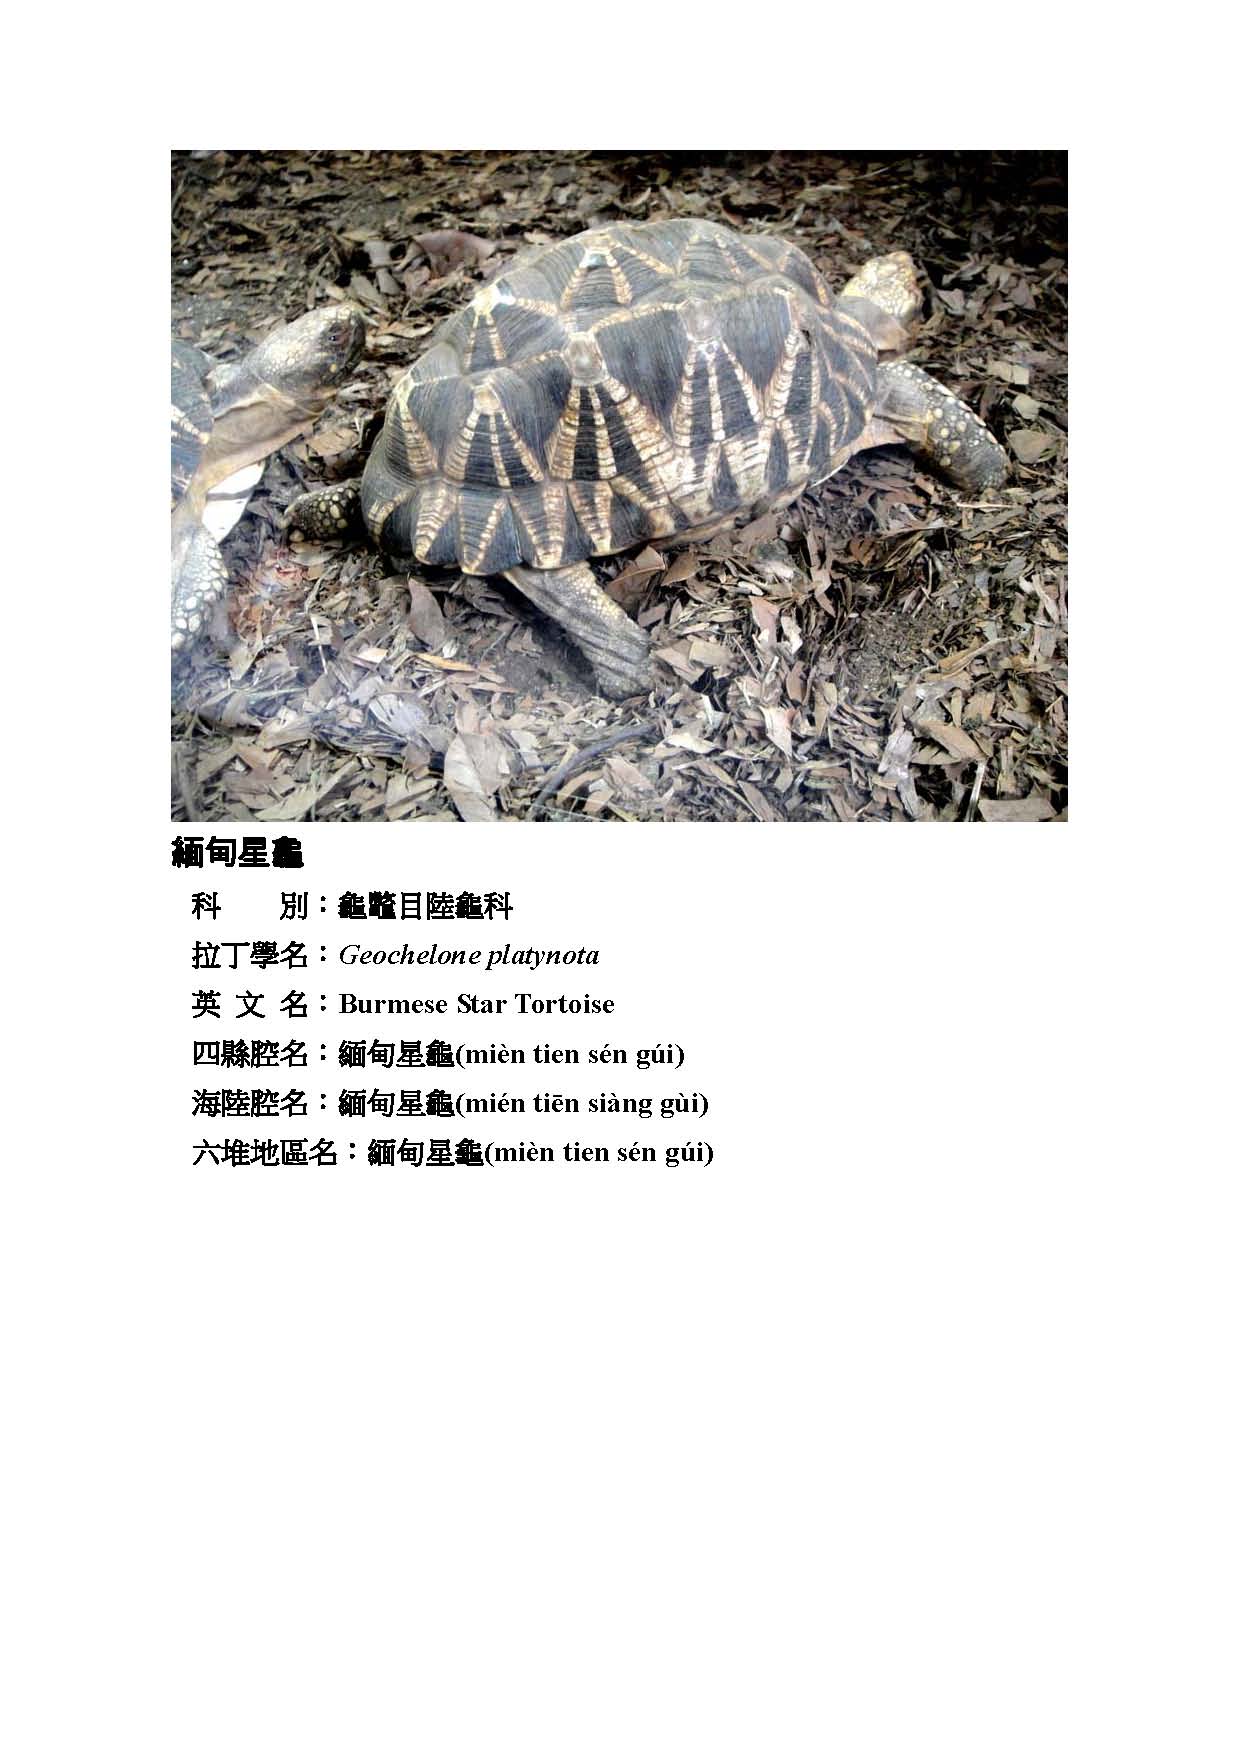 緬甸星龜
科　　別：龜鱉目陸龜科
拉丁學名：Geochelone platynota
英 文 名：Burmese Star Tortoise
四縣腔名：緬甸星龜(mièn tien sén gúi)
海陸腔名：緬甸星龜(mién tiēn siàng gùi)
六堆地區名：緬甸星龜(mièn tien sén gúi)